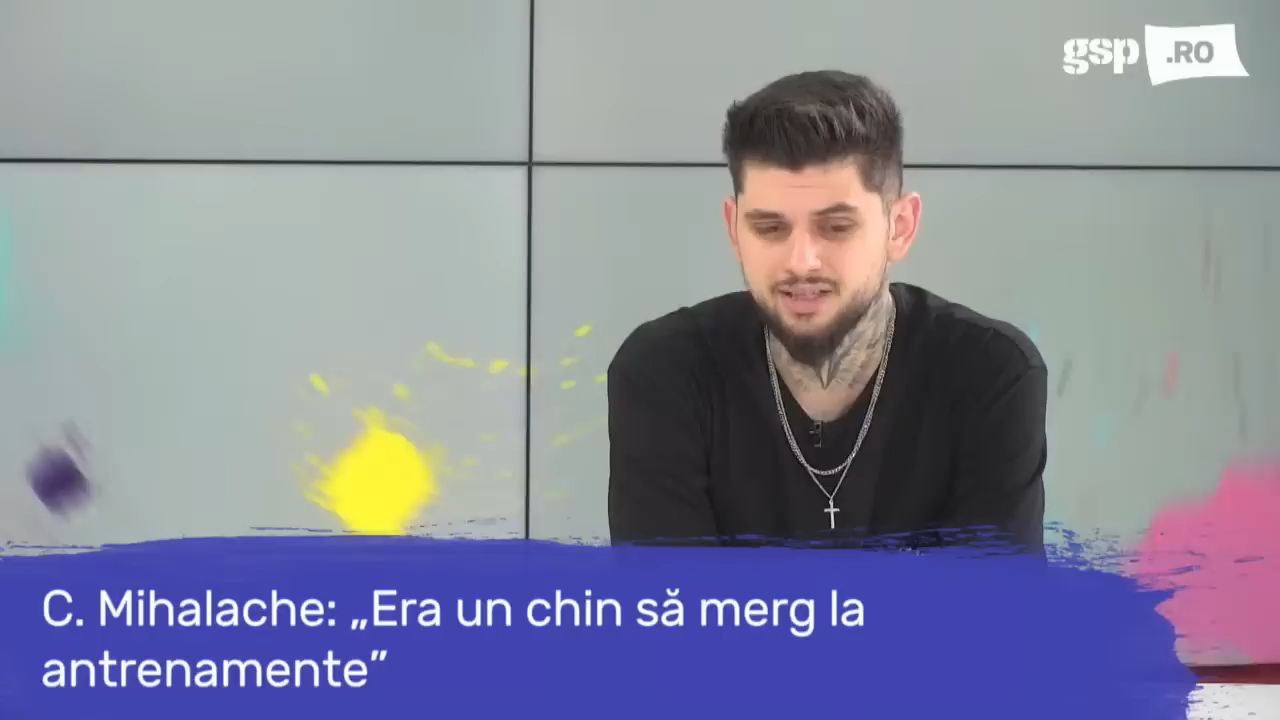 gsp .RO
C. Mihalache: „Era un chin să merg la
antrenamente”